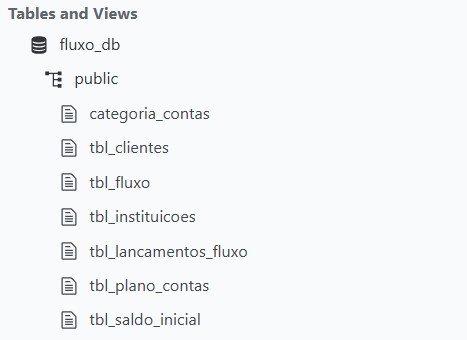 Tables and Views
fluxo_db
public
categoria_contas
tbl_clientes
tbl_fluxo
tbl_instituicoes
tbl_lancamentos_fluxo
tbl_plano_contas
tbl_saldo_inicial